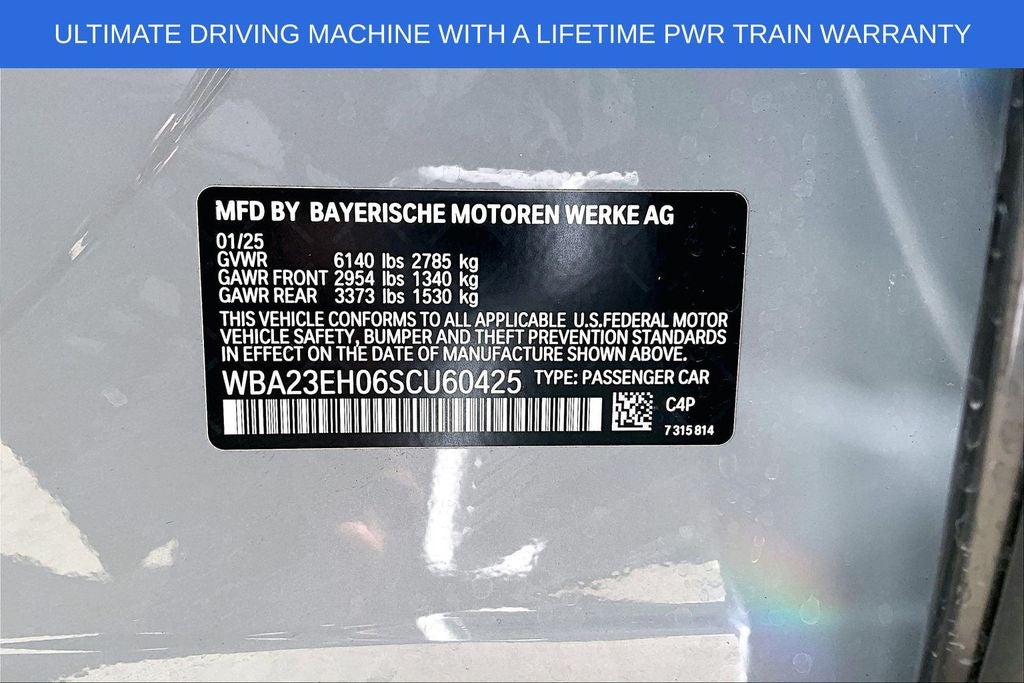 ULTIMATE DRIVING MACHINE WITH A LIFETIME PWR TRAIN WARRANTY
MFD BY BAYERISCHE MOTOREN WERKE AG
01/25
GVWR 6140 lbs 2785 kg
GAWR FRONT 2954 lbs 1340 kg
GAWR REAR 3373 lbs 1530 kg
THIS VEHICLE CONFORMS TO ALL APPLICABLE U.S.FEDERAL MOTOR
VEHICLE SAFETY, BUMPER AND THEFT PREVENTION STANDARDS
IN EFFECT ON THE DATE OF MANUFACTURE SHOWN ABOVE.
WBA23EH06SCU60425 TYPE: PASSENGER CAR
C4P
7 315 814